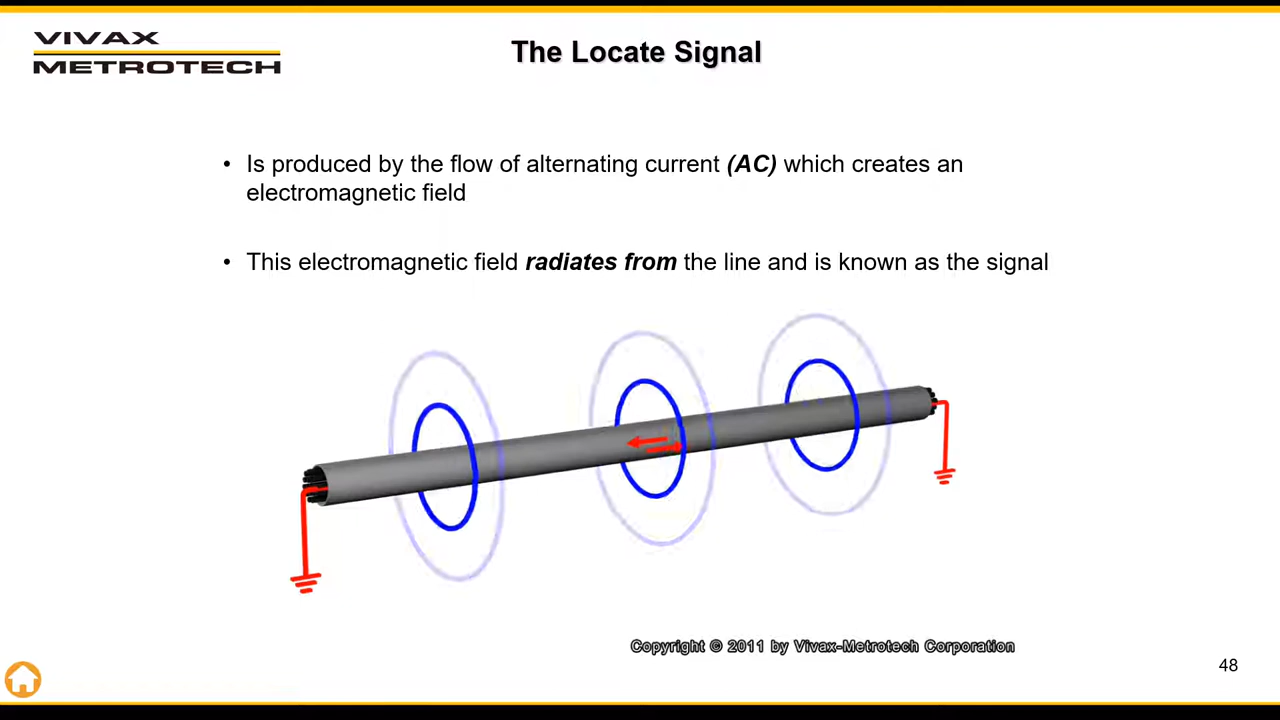 VIVAX
METROTECH
The Locate Signal
• Is produced by the flow of alternating current (AC) which creates an
electromagnetic field
• This electromagnetic field radiates from the line and is known as the signal
Copyright © 2011 by Vivax-Metrotech Corporation
48